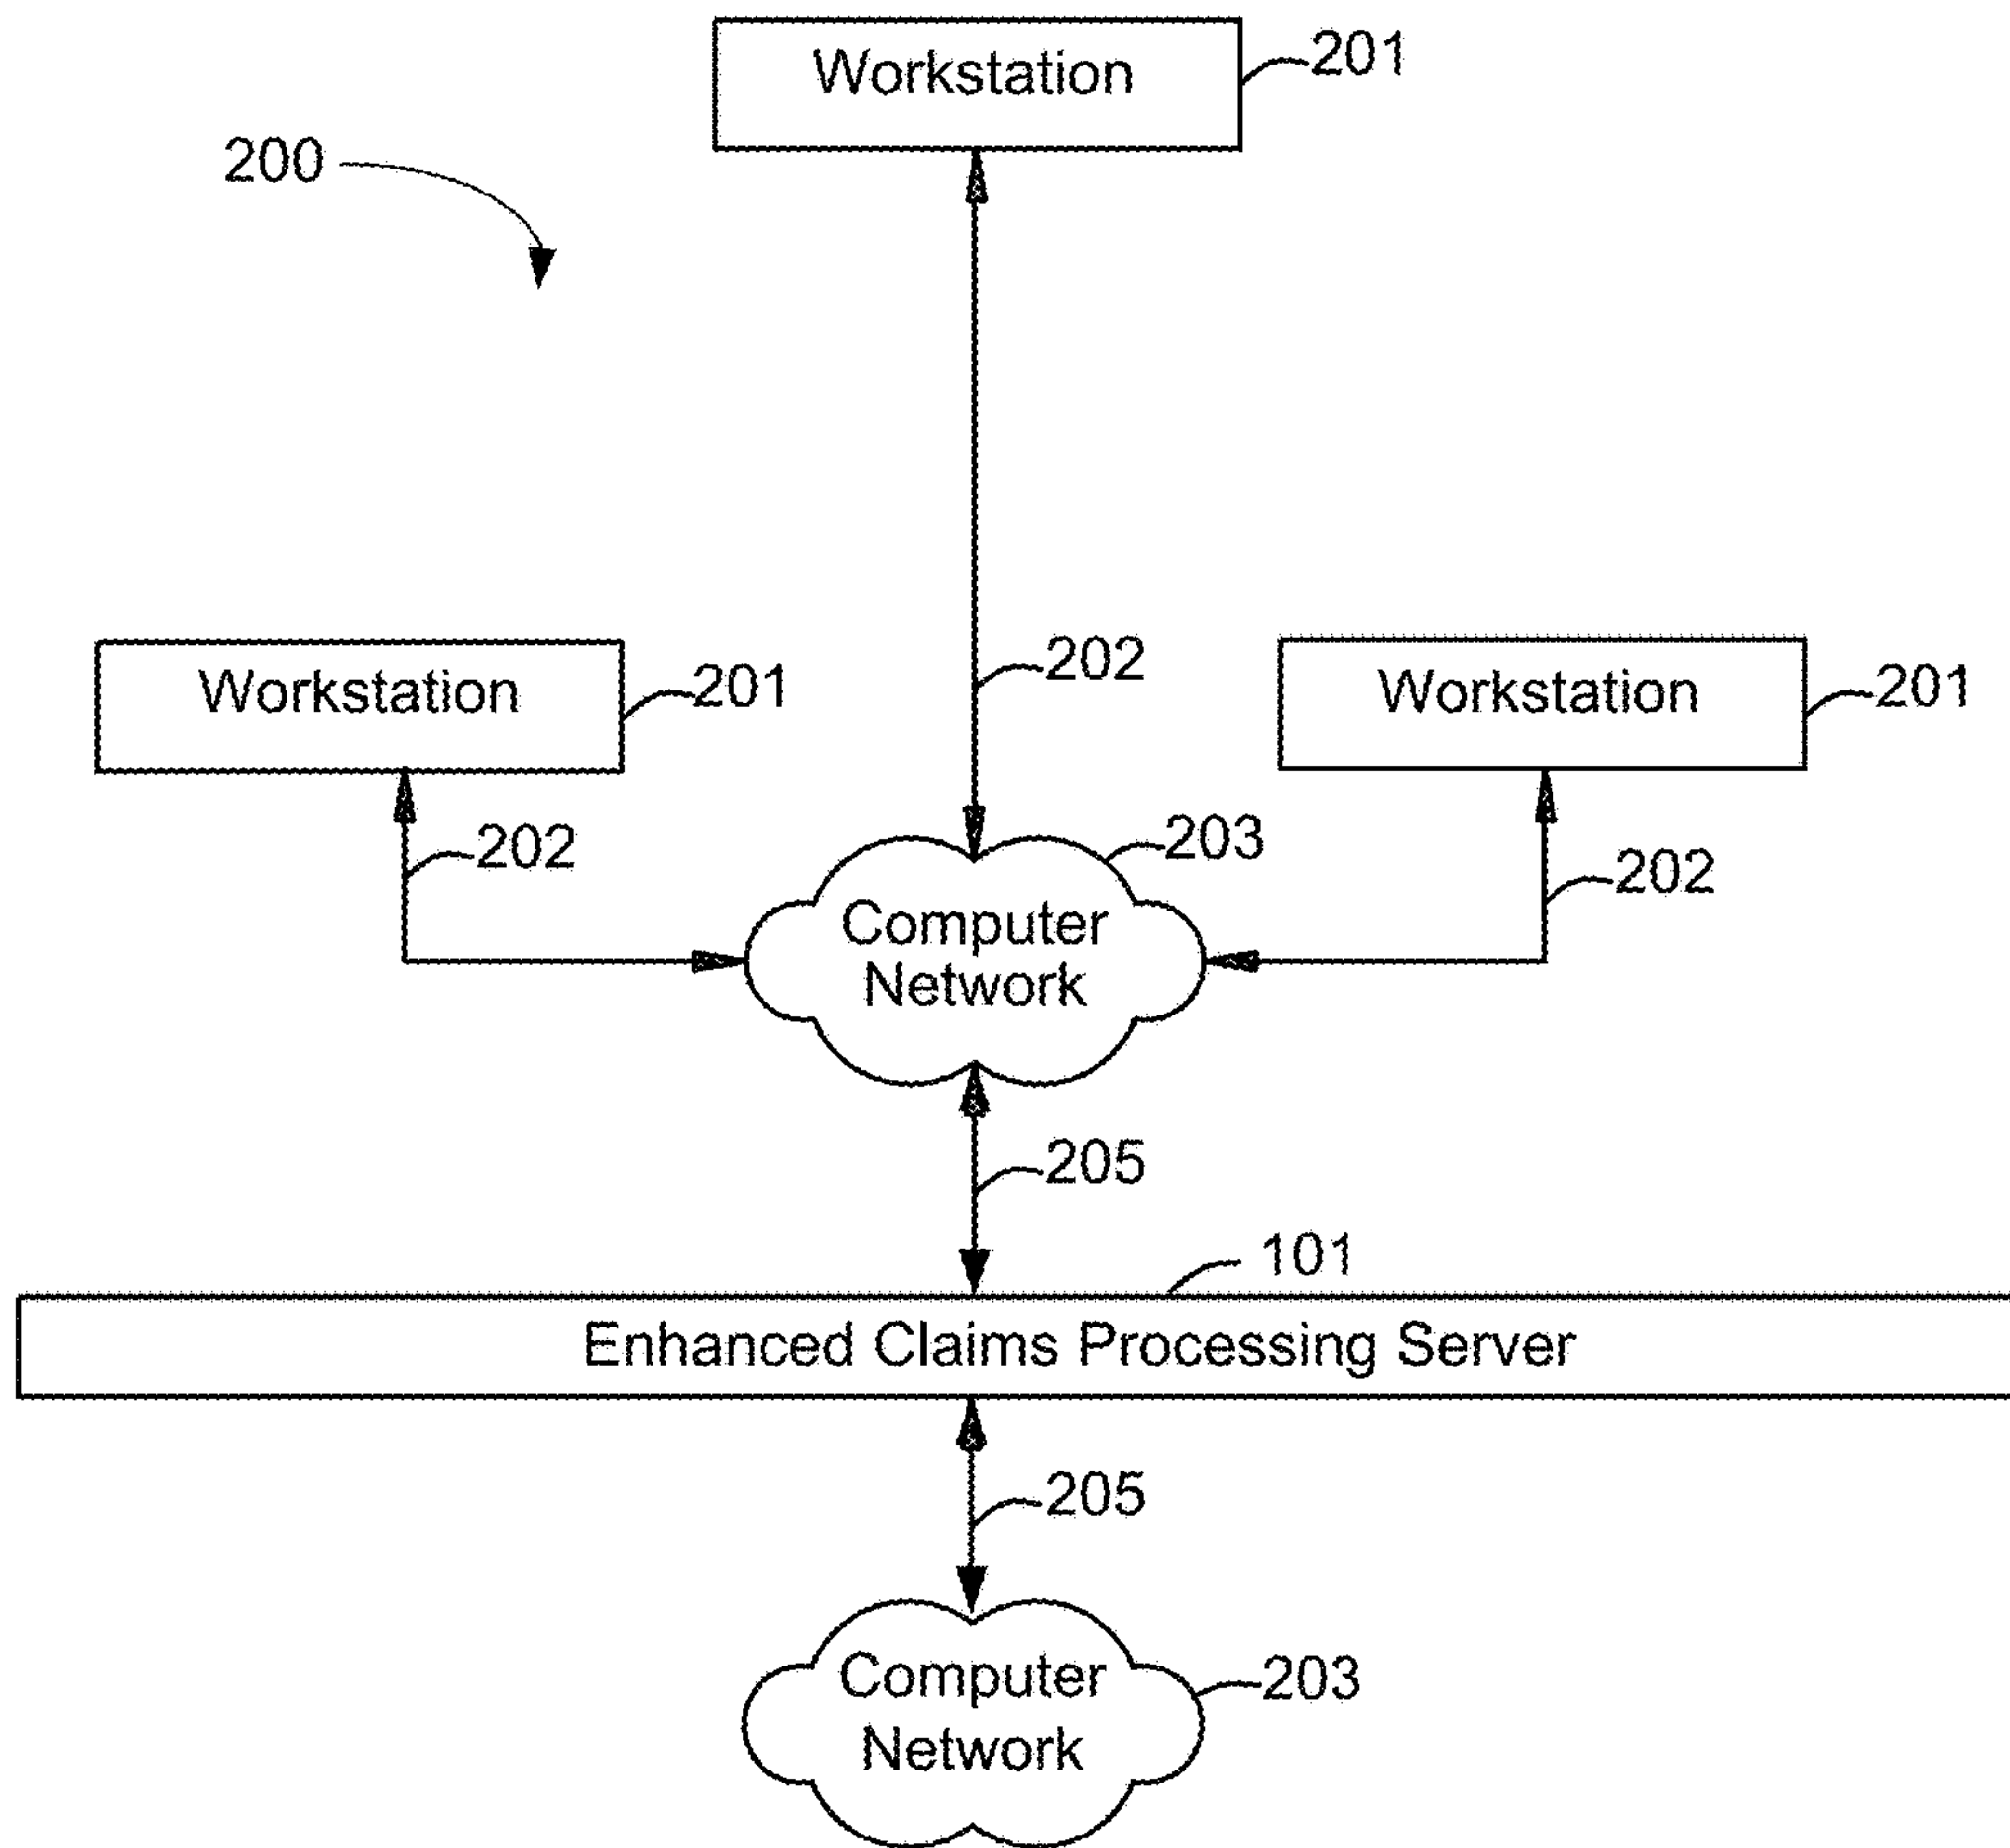 Workstation
201
200
202
Workstation
201
Workstation
201
202
203
202
Computer
Network
205
101
Enhanced Claims Processing Server
205
Computer
Network
203